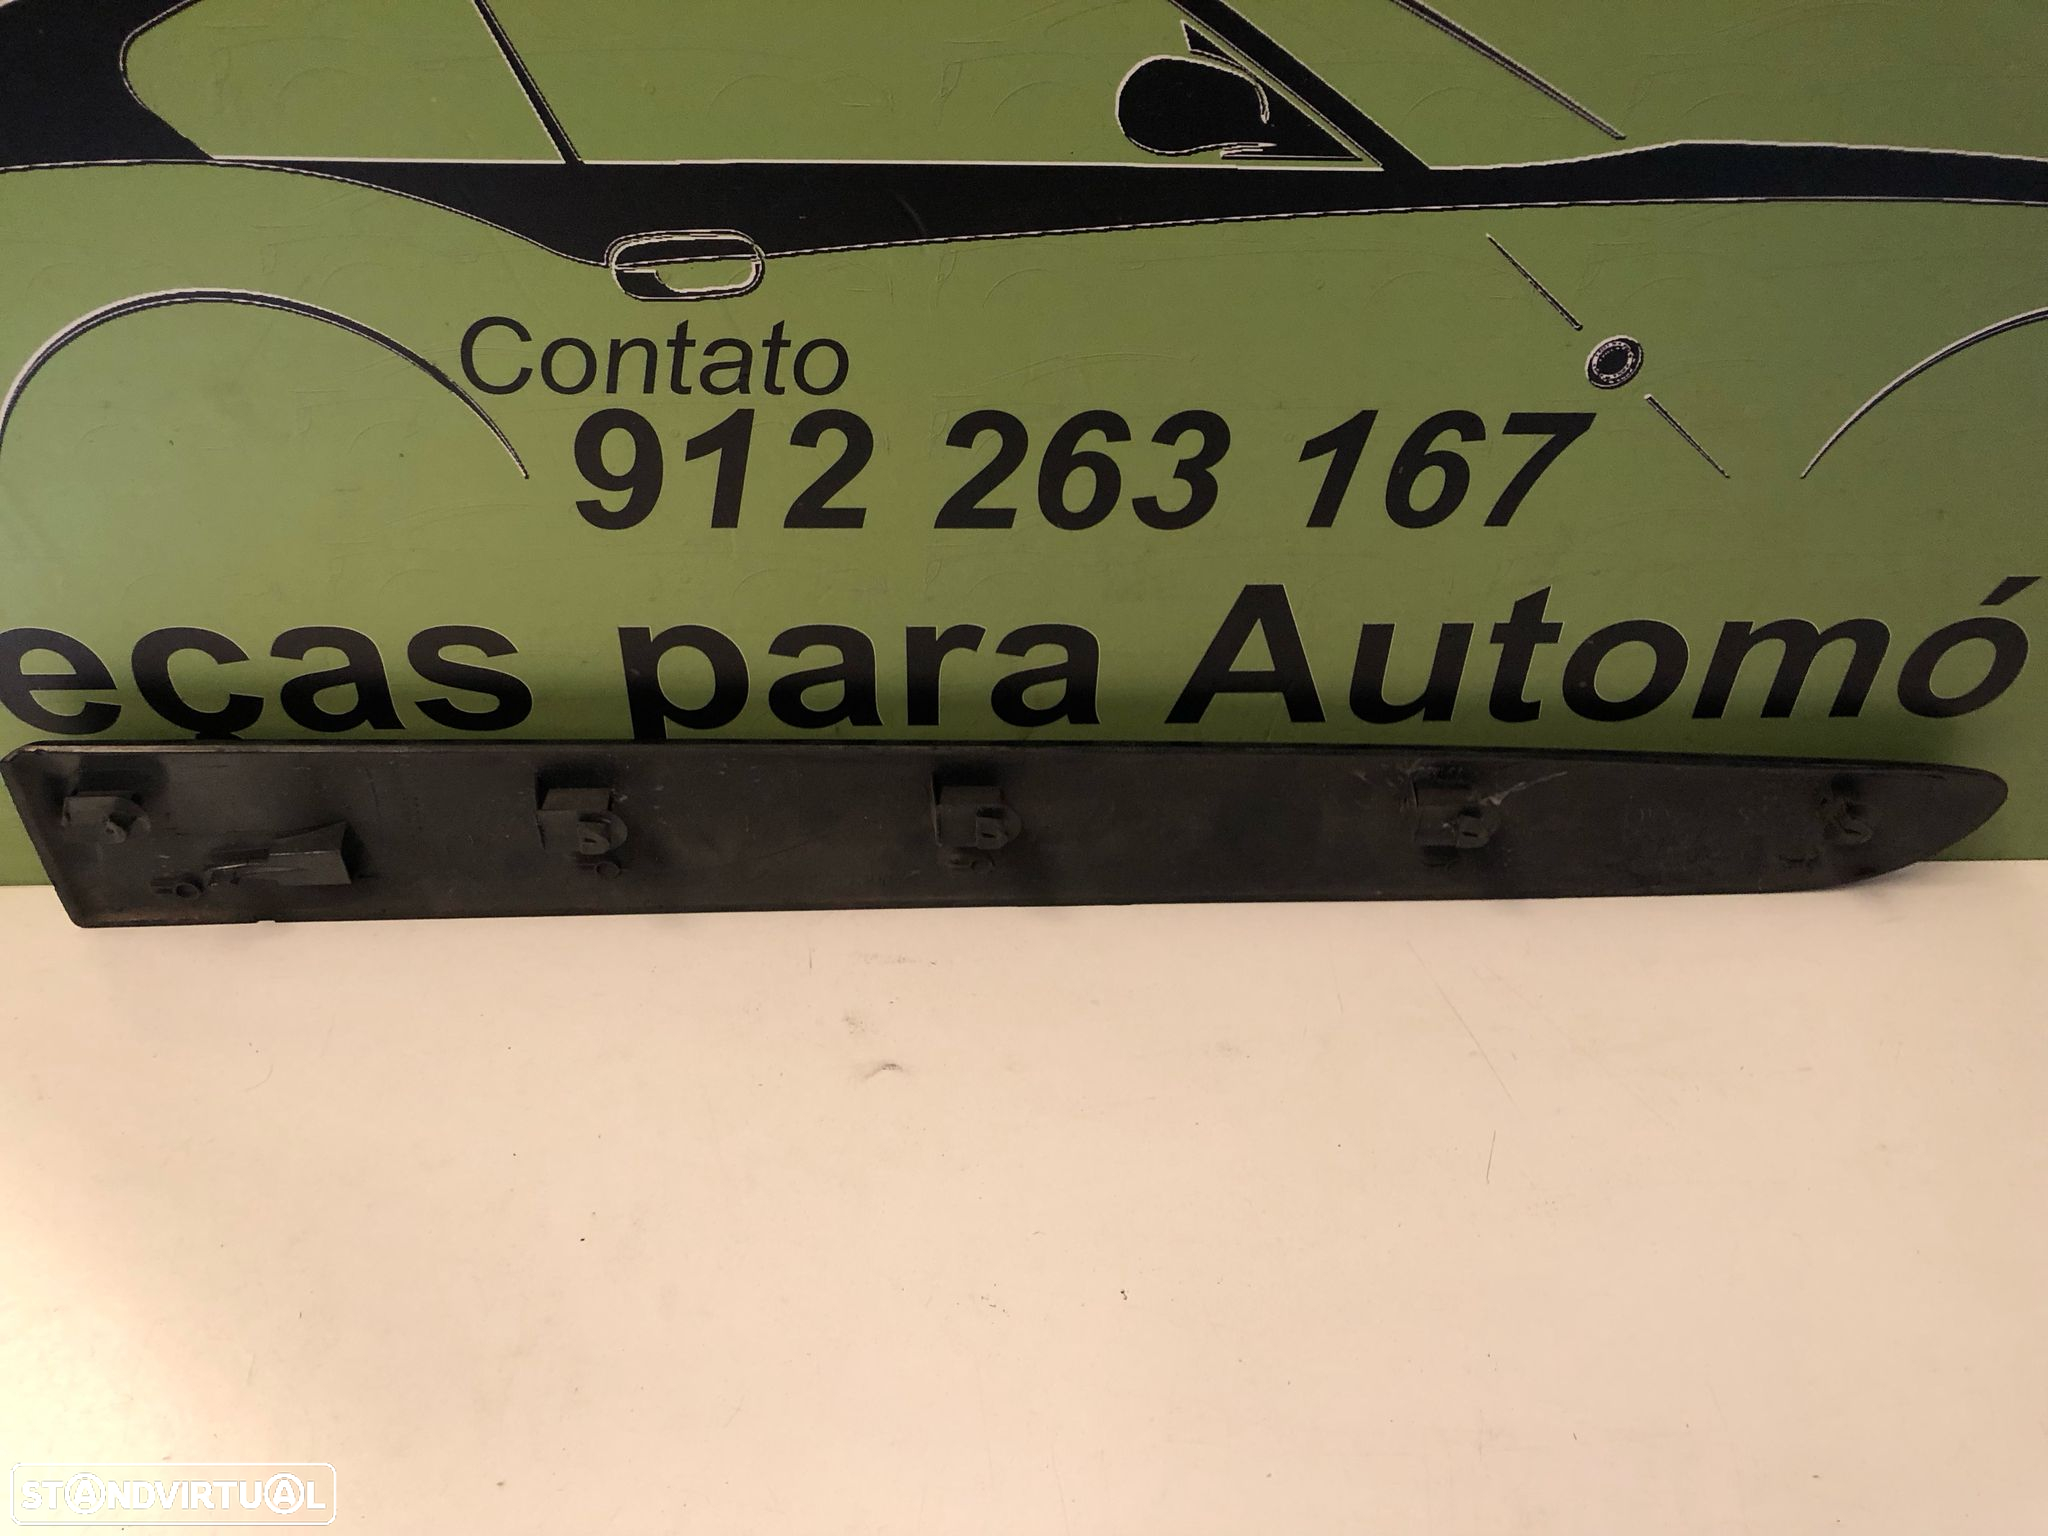 Contato
912 263 167
eças para Automó
STANDVIRTUAL